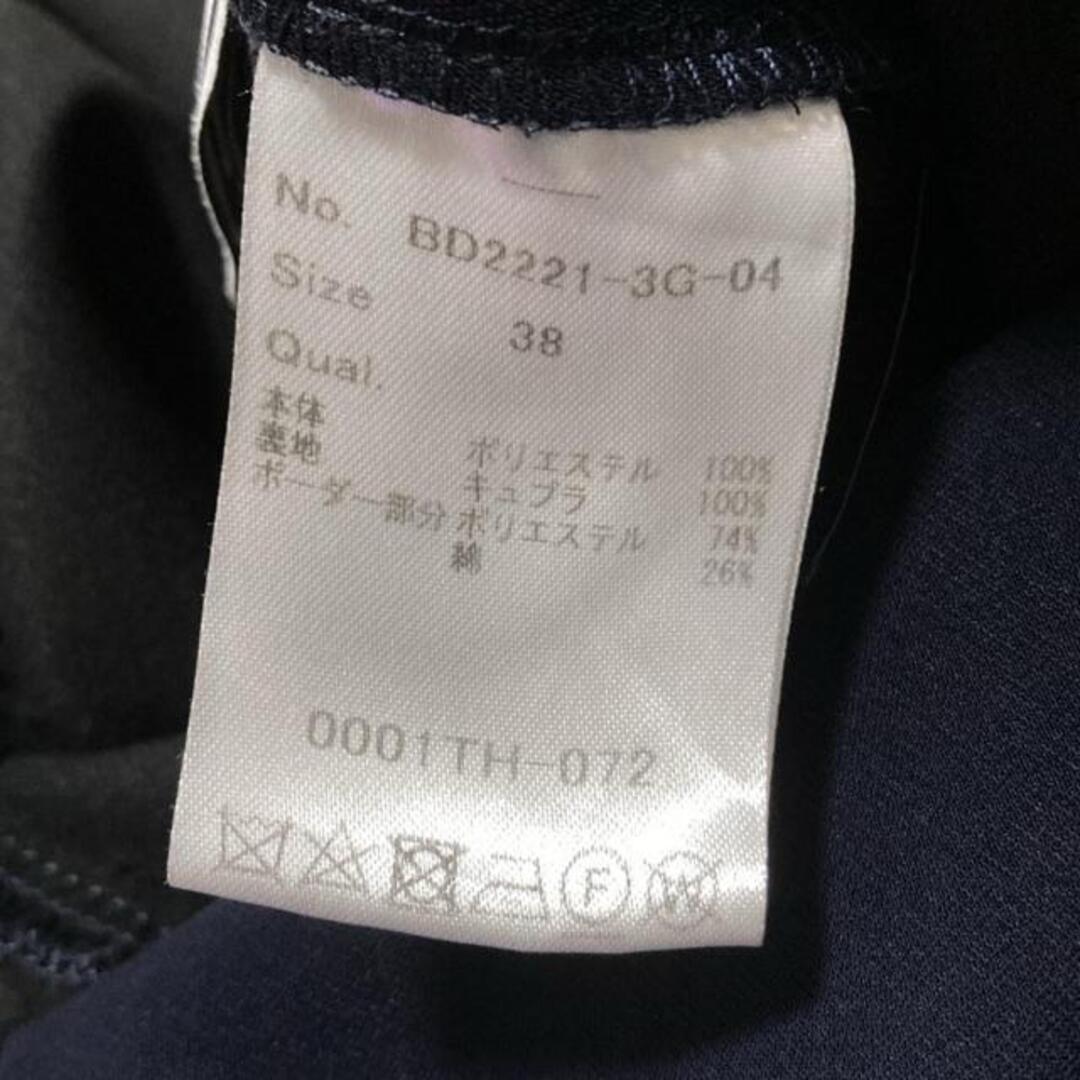 No. BD2221-3G-04
Size 38
Qual.
本体 ポリエステル 100%
裏地 キュプラ 100%
ボーダー部分 ポリエステル 74%
綿 26%
0001TH-072
F W